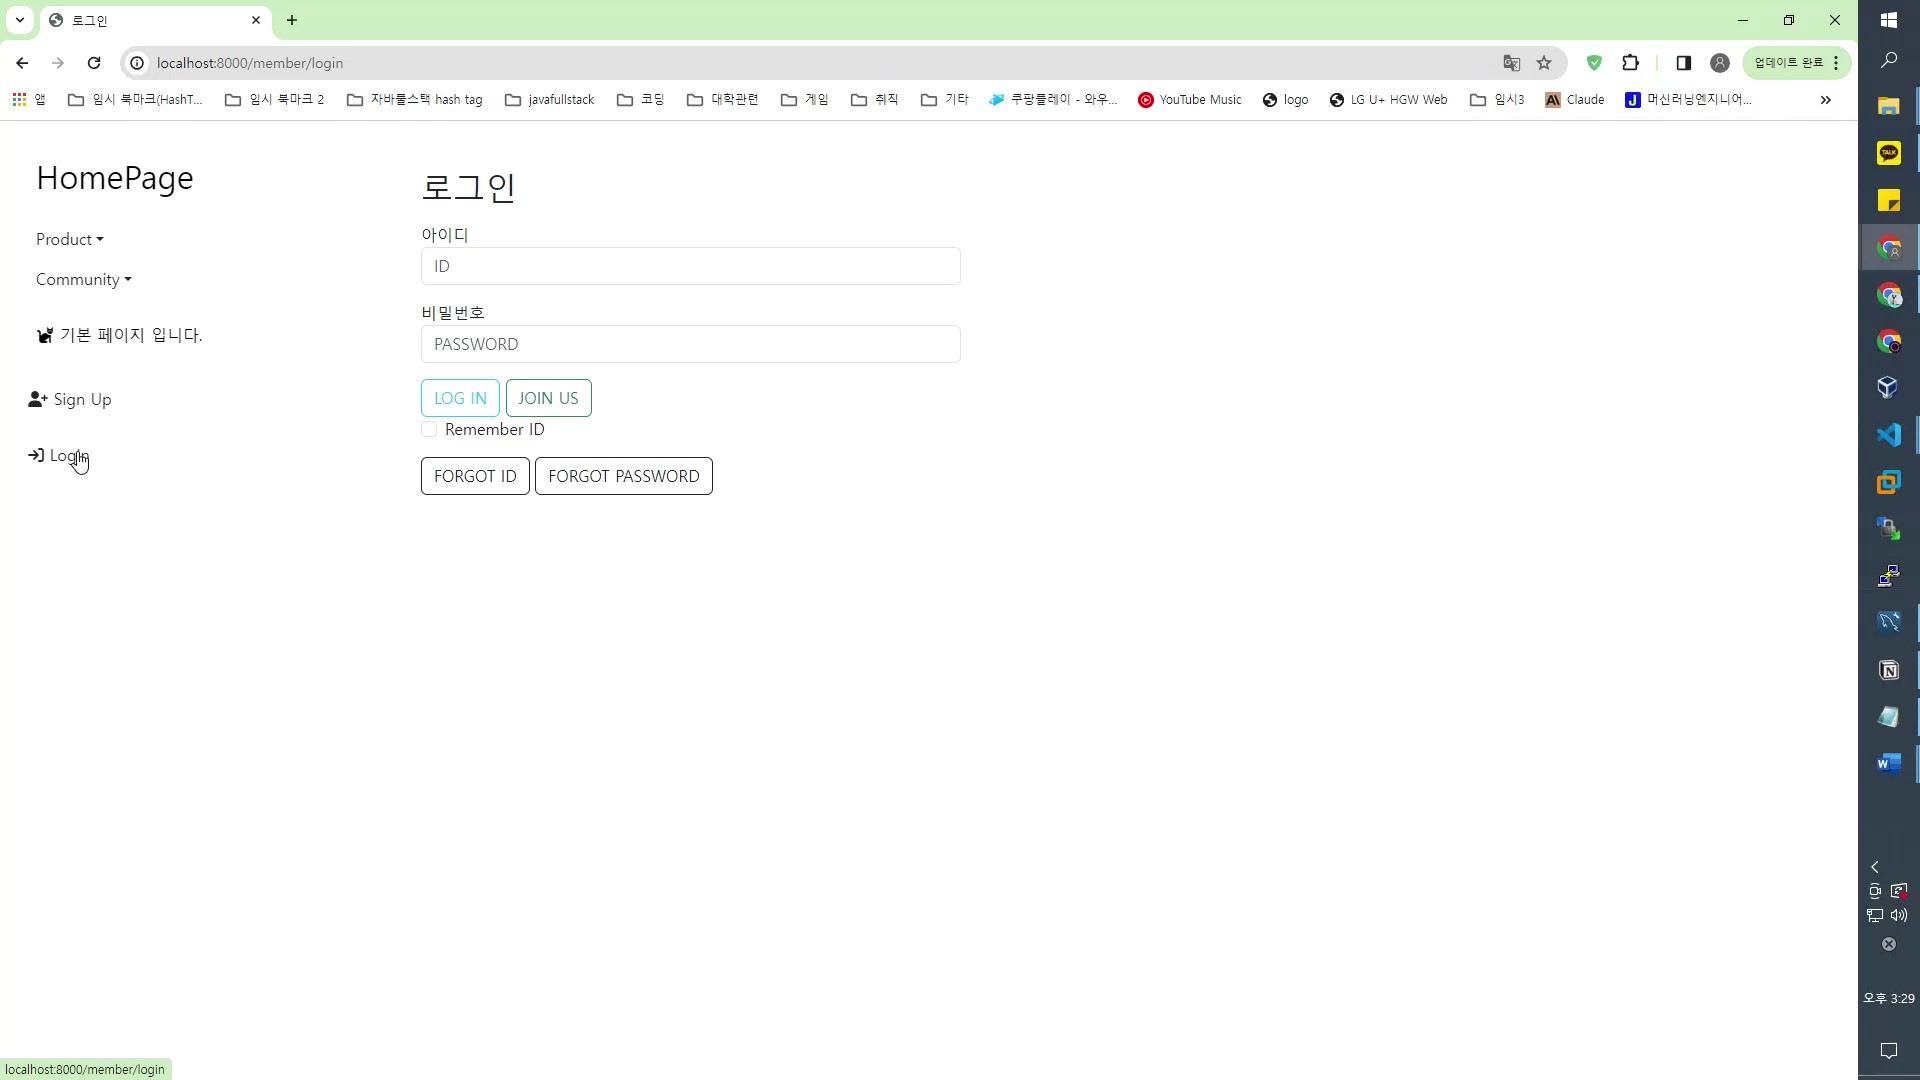 로그인
localhost:8000/member/login
업데이트 완료
앱
임시 북마크(HashT...
임시 북마크 2
자바풀스택 hash tag
javafullstack
코딩
대학관련
게임
취직
기타
쿠팡플레이 - 와우...
YouTube Music
logo
LG U+ HGW Web
임시3
Claude
머신러닝엔지니어...
HomePage
Product
Community
기본 페이지 입니다.
Sign Up
Login
로그인
아이디
ID
비밀번호
PASSWORD
LOG IN
JOIN US
Remember ID
FORGOT ID
FORGOT PASSWORD
TALK
오후 3:29
localhost:8000/member/login